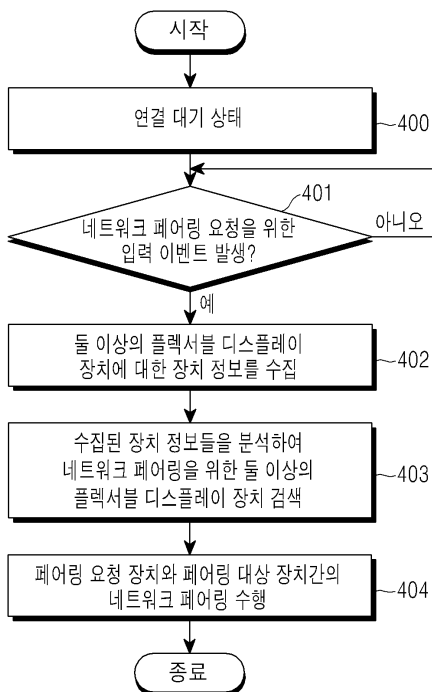 시작
연결 대기 상태
400
401
네트워크 페어링 요청을 위한
입력 이벤트 발생?
아니오
예
둘 이상의 플렉서블 디스플레이
장치에 대한 장치 정보를 수집
402
수집된 장치 정보들을 분석하여
네트워크 페어링을 위한 둘 이상의
플렉서블 디스플레이 장치 검색
403
페어링 요청 장치와 페어링 대상 장치간의
네트워크 페어링 수행
404
종료